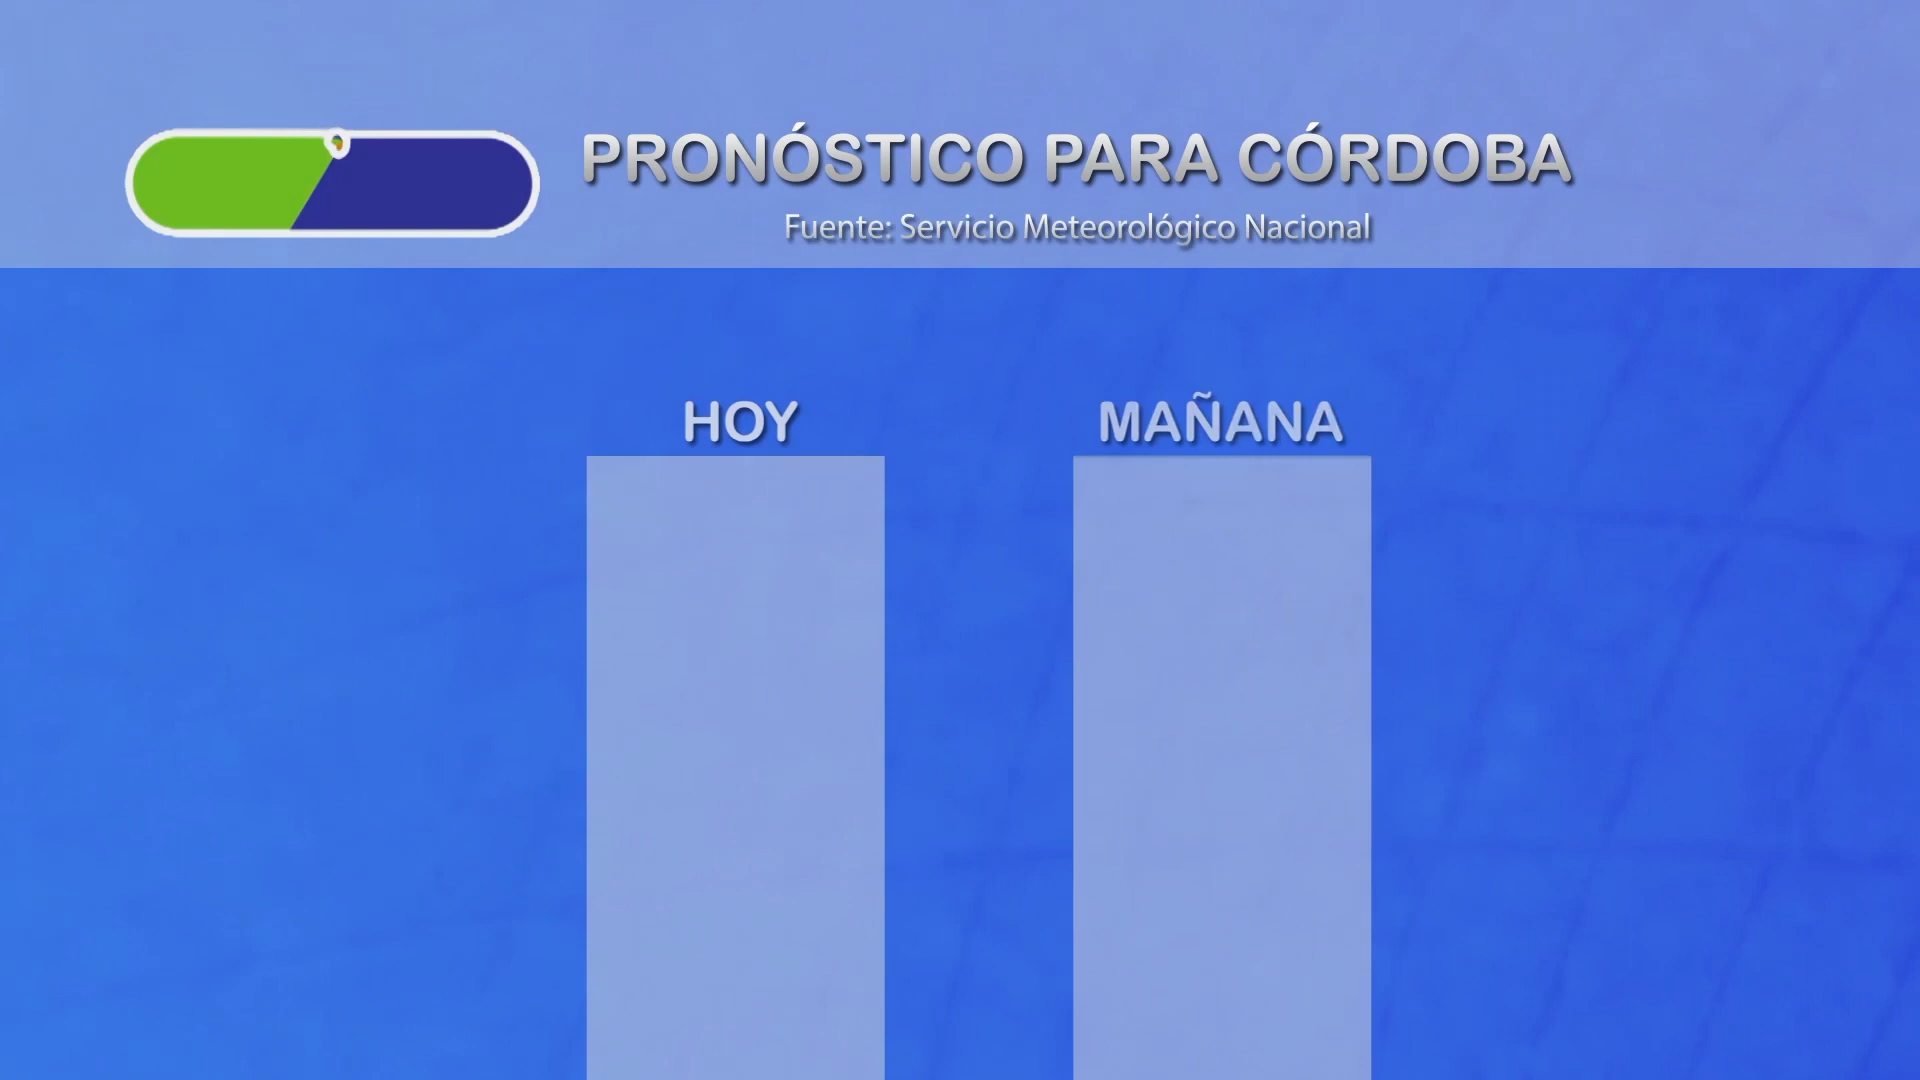 PRONÓSTICO PARA CÓRDOBA
Fuente: Servicio Meteorológico Nacional
HOY
MAÑANA